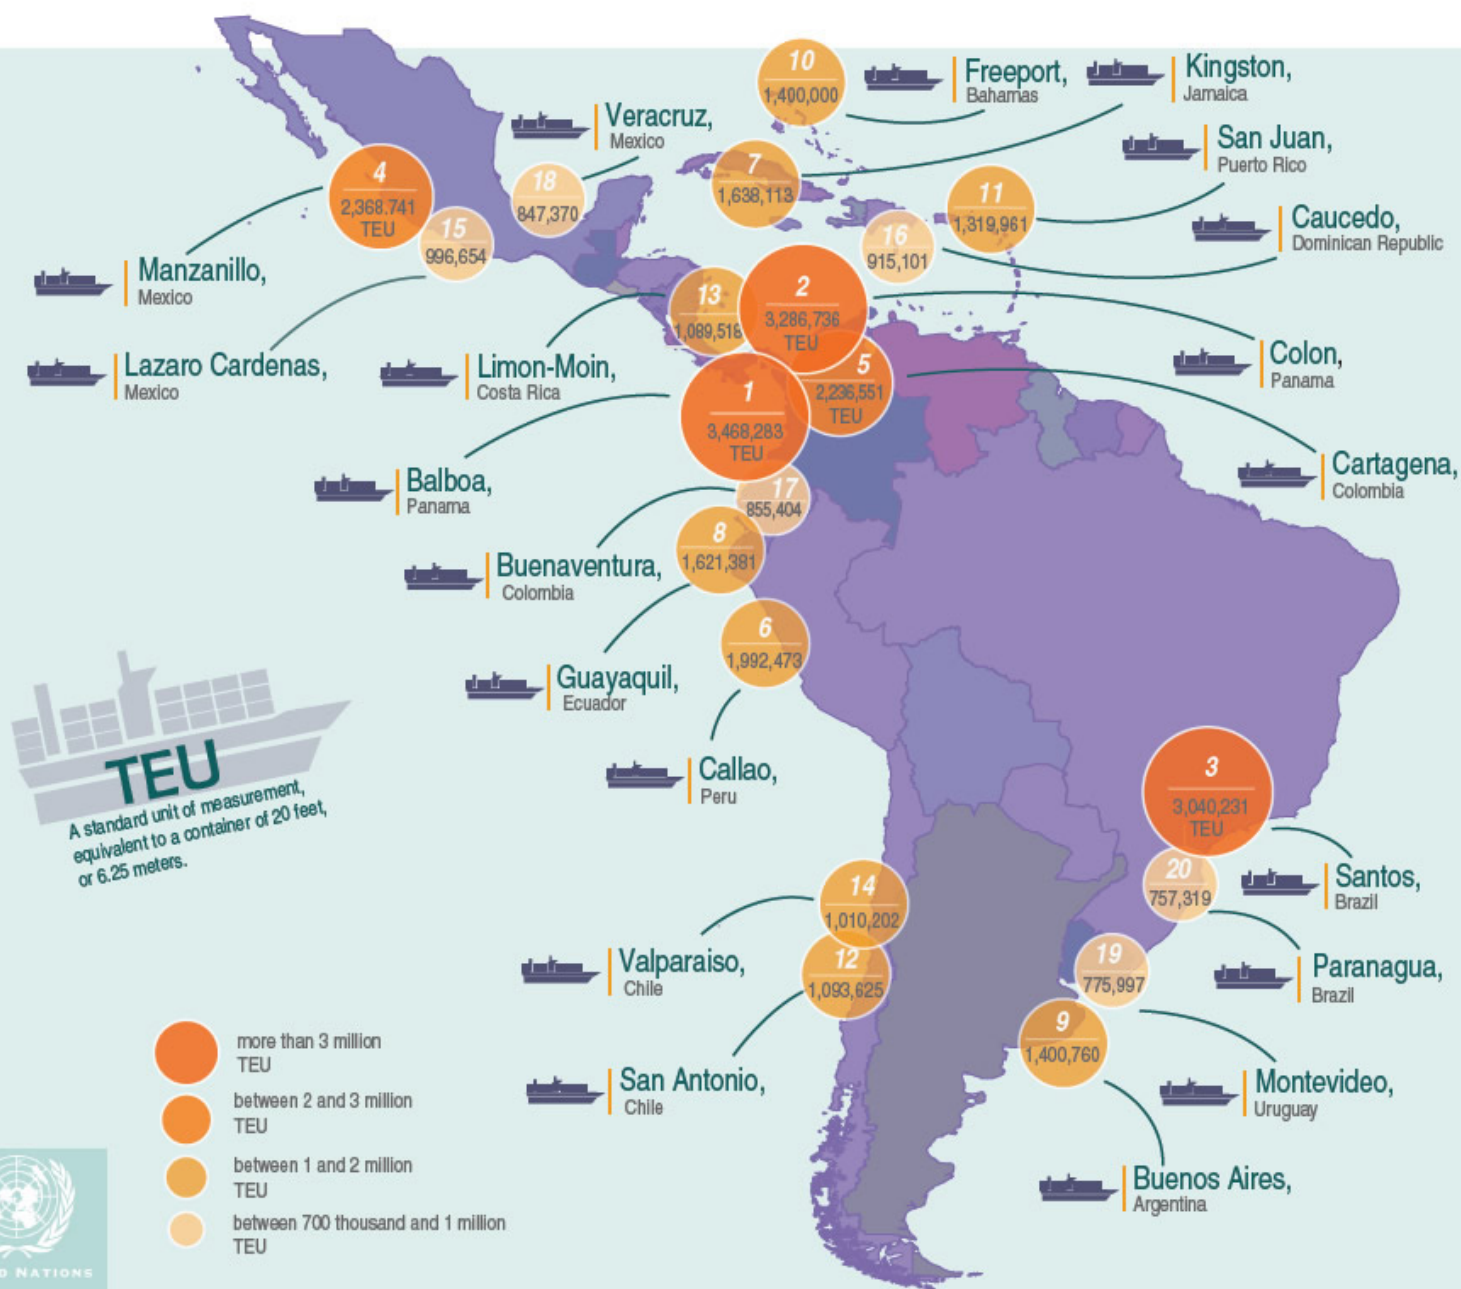 10
1,400,000
Freeport,
Bahamas
Kingston,
Jamaica
Veracruz,
Mexico
San Juan,
Puerto Rico
4
2,368.741
TEU
18
847,370
7
1,638,113
11
1,319,961
15
996,654
16
915,101
Caucedo,
Dominican Republic
Manzanillo,
Mexico
13
1,089,518
2
3,286,736
TEU
Lazaro Cardenas,
Mexico
Limon-Moin,
Costa Rica
5
2,236,551
TEU
Colon,
Panama
1
3,468,283
TEU
Balboa,
Panama
Cartagena,
Colombia
17
855,404
Buenaventura,
Colombia
8
1,621,381
6
1,992,473
Guayaquil,
Ecuador
Callao,
Peru
TEU
A standard unit of measurement,
equivalent to a container of 20 feet,
or 6.25 meters.
3
3,040,231
TEU
20
757,319
Santos,
Brazil
14
1,010,202
Valparaiso,
Chile
12
1,093,625
19
775,997
Paranagua,
Brazil
9
1,400,760
San Antonio,
Chile
Montevideo,
Uruguay
Buenos Aires,
Argentina
more than 3 million
TEU
between 2 and 3 million
TEU
between 1 and 2 million
TEU
between 700 thousand and 1 million
TEU
D NATIONS